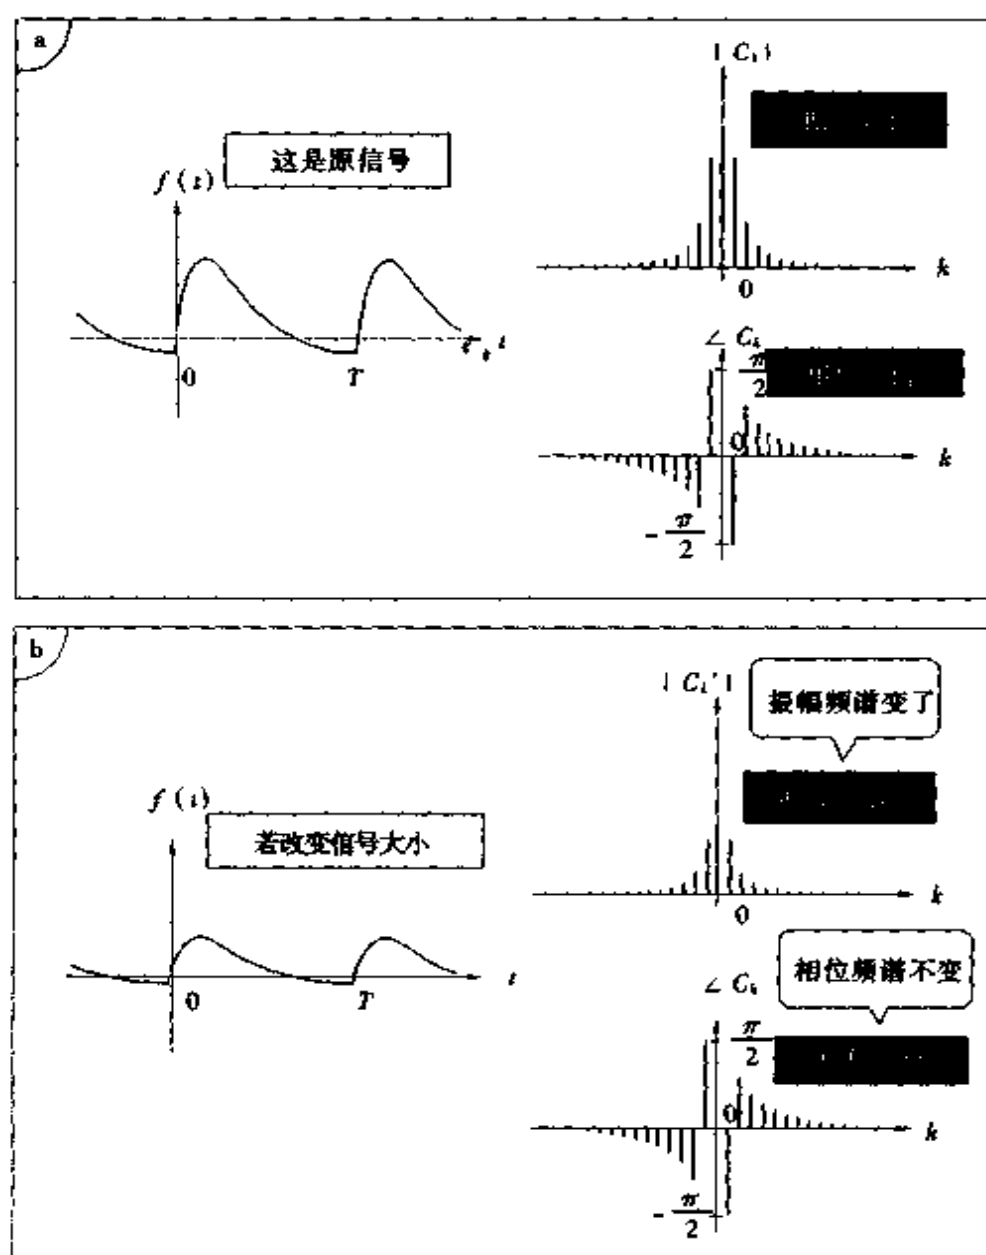 a
| C_k |
这是源信号
f(t)
k
0
t
0
T
∠ C_k
π/2
0
k
-π/2
b
| C_k' |
振幅频谱变了
f(t)
若改变信号大小
k
0
相位频谱不变
t
0
T
∠ C_k
π/2
0
k
-π/2